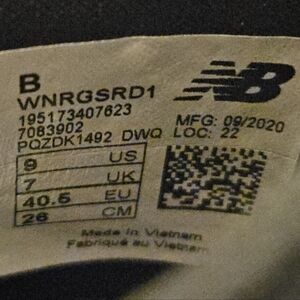 B
WNRGSRD1
195173407623
7083902
PQZDK1492 DWQ
NB
MFG: 09/2020
LOC: 22
9 US
7 UK
40.5 EU
26 CM
Made in Vietnam
Fabriqué au Vietnam